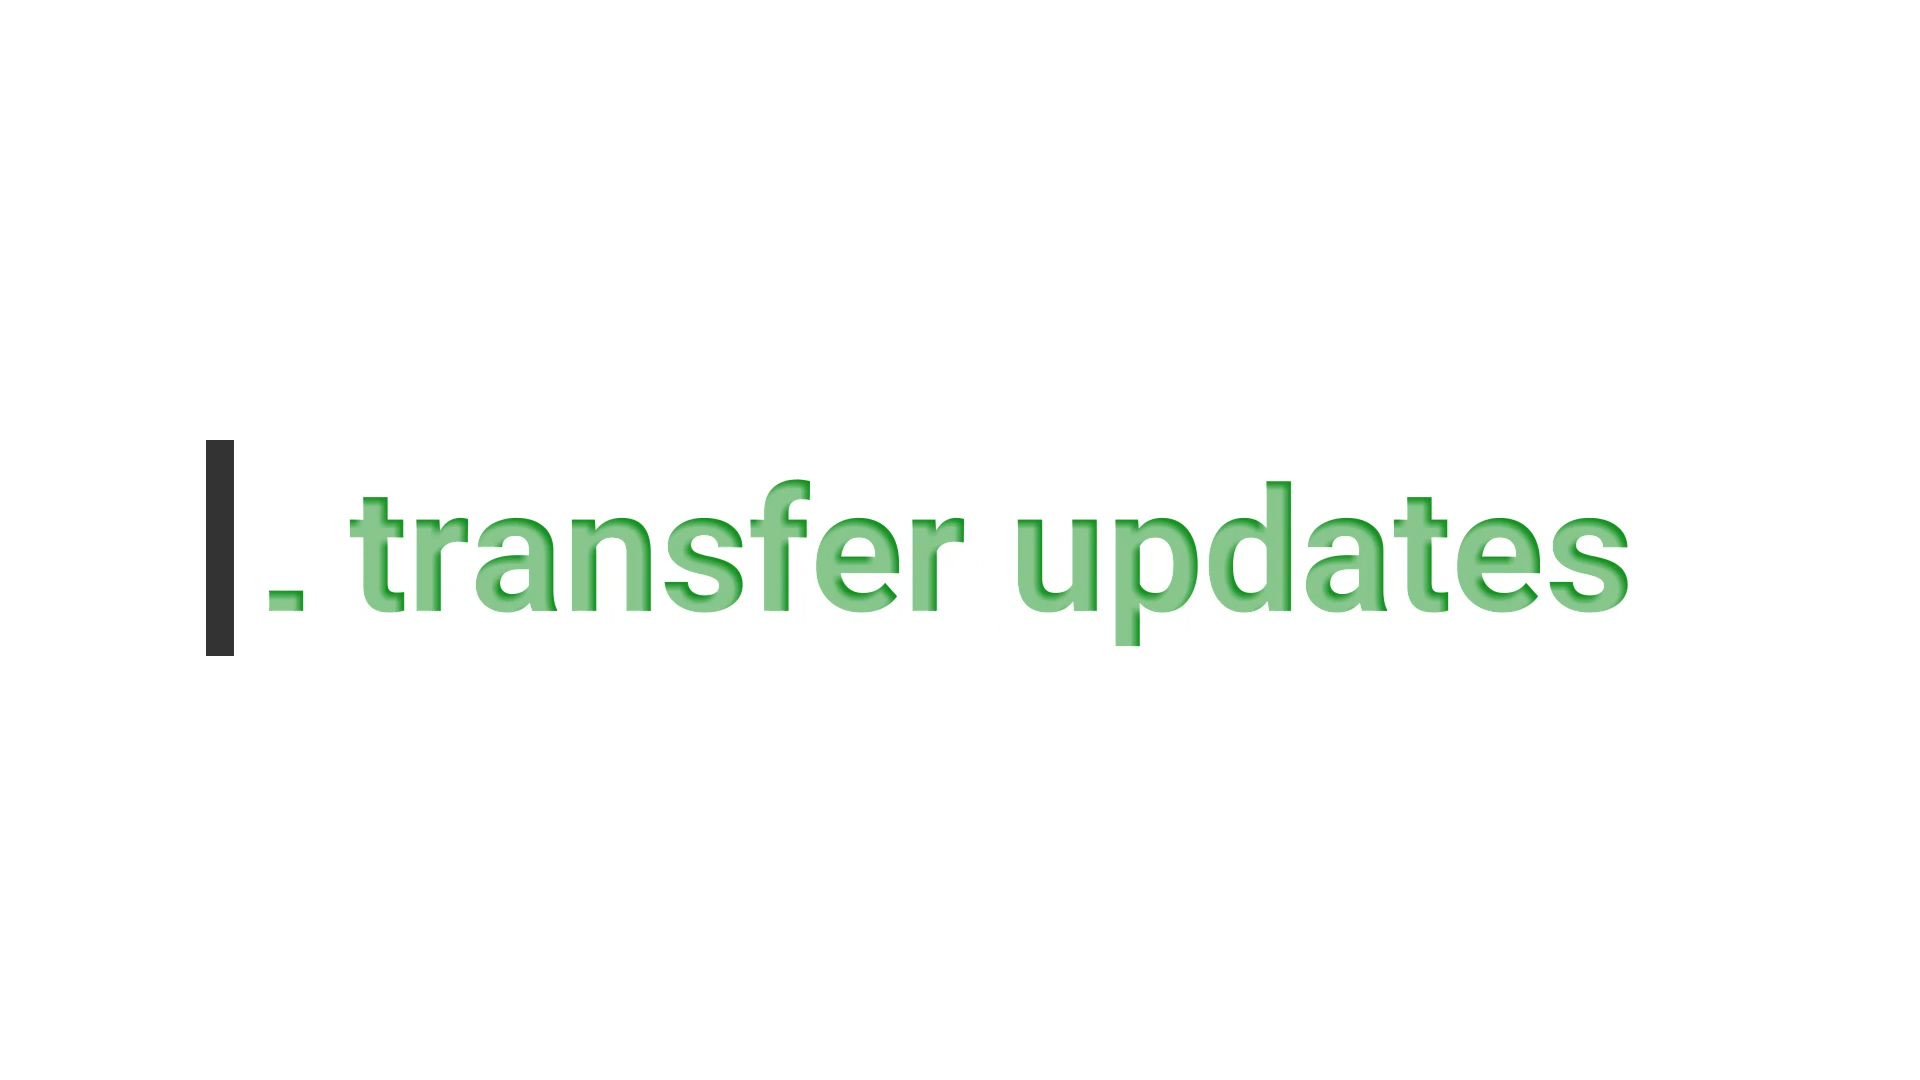 . transfer updates